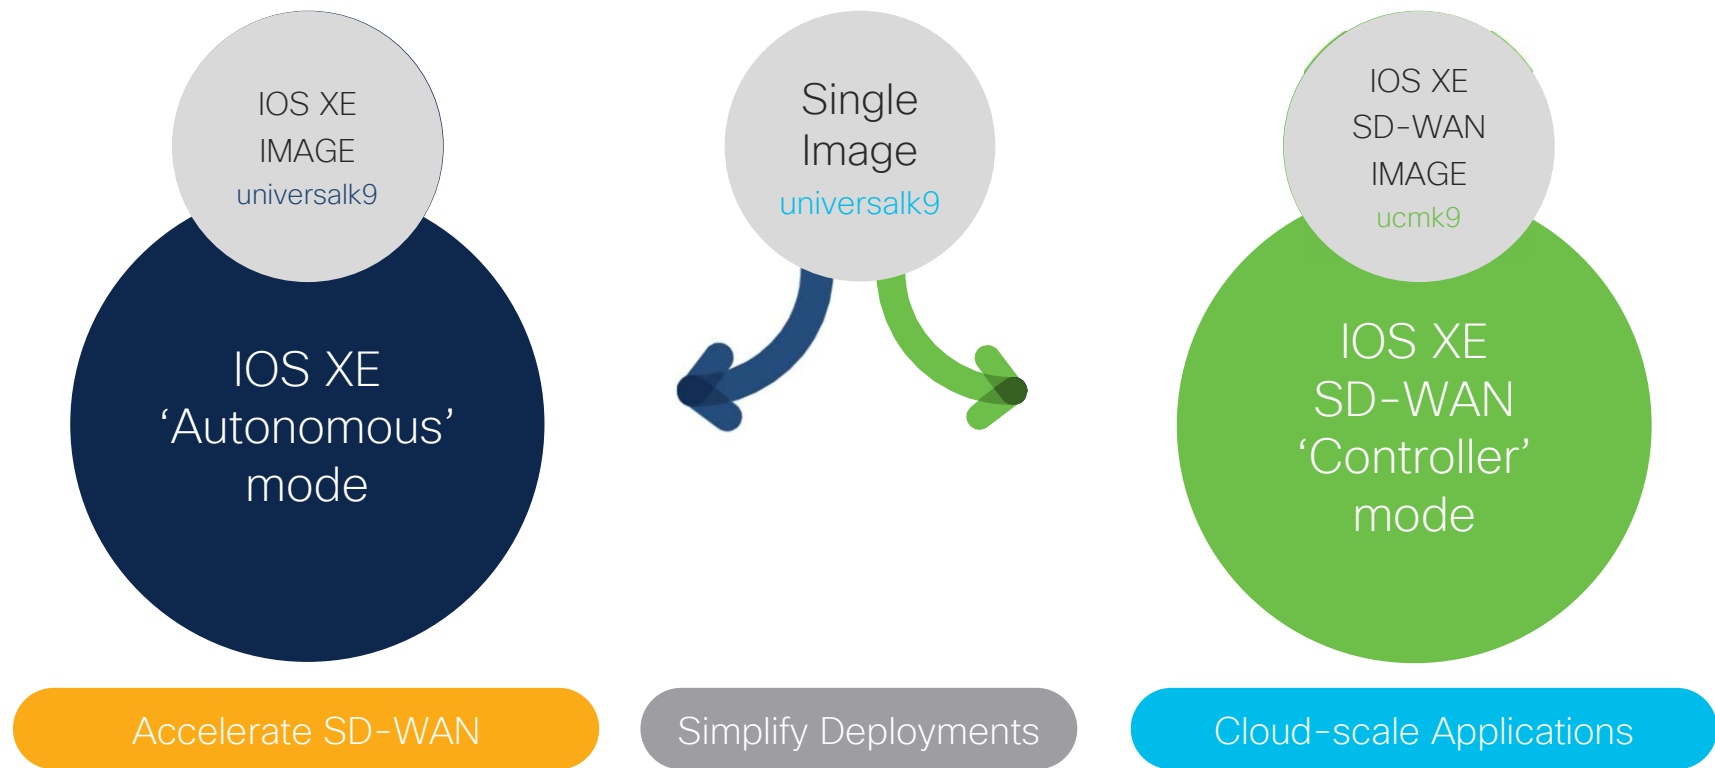 IOS XE
IMAGE
universalk9
IOS XE
‘Autonomous’
mode
Single
Image
universalk9
IOS XE
SD-WAN
IMAGE
ucmk9
IOS XE
SD-WAN
‘Controller’
mode
Accelerate SD-WAN
Simplify Deployments
Cloud-scale Applications